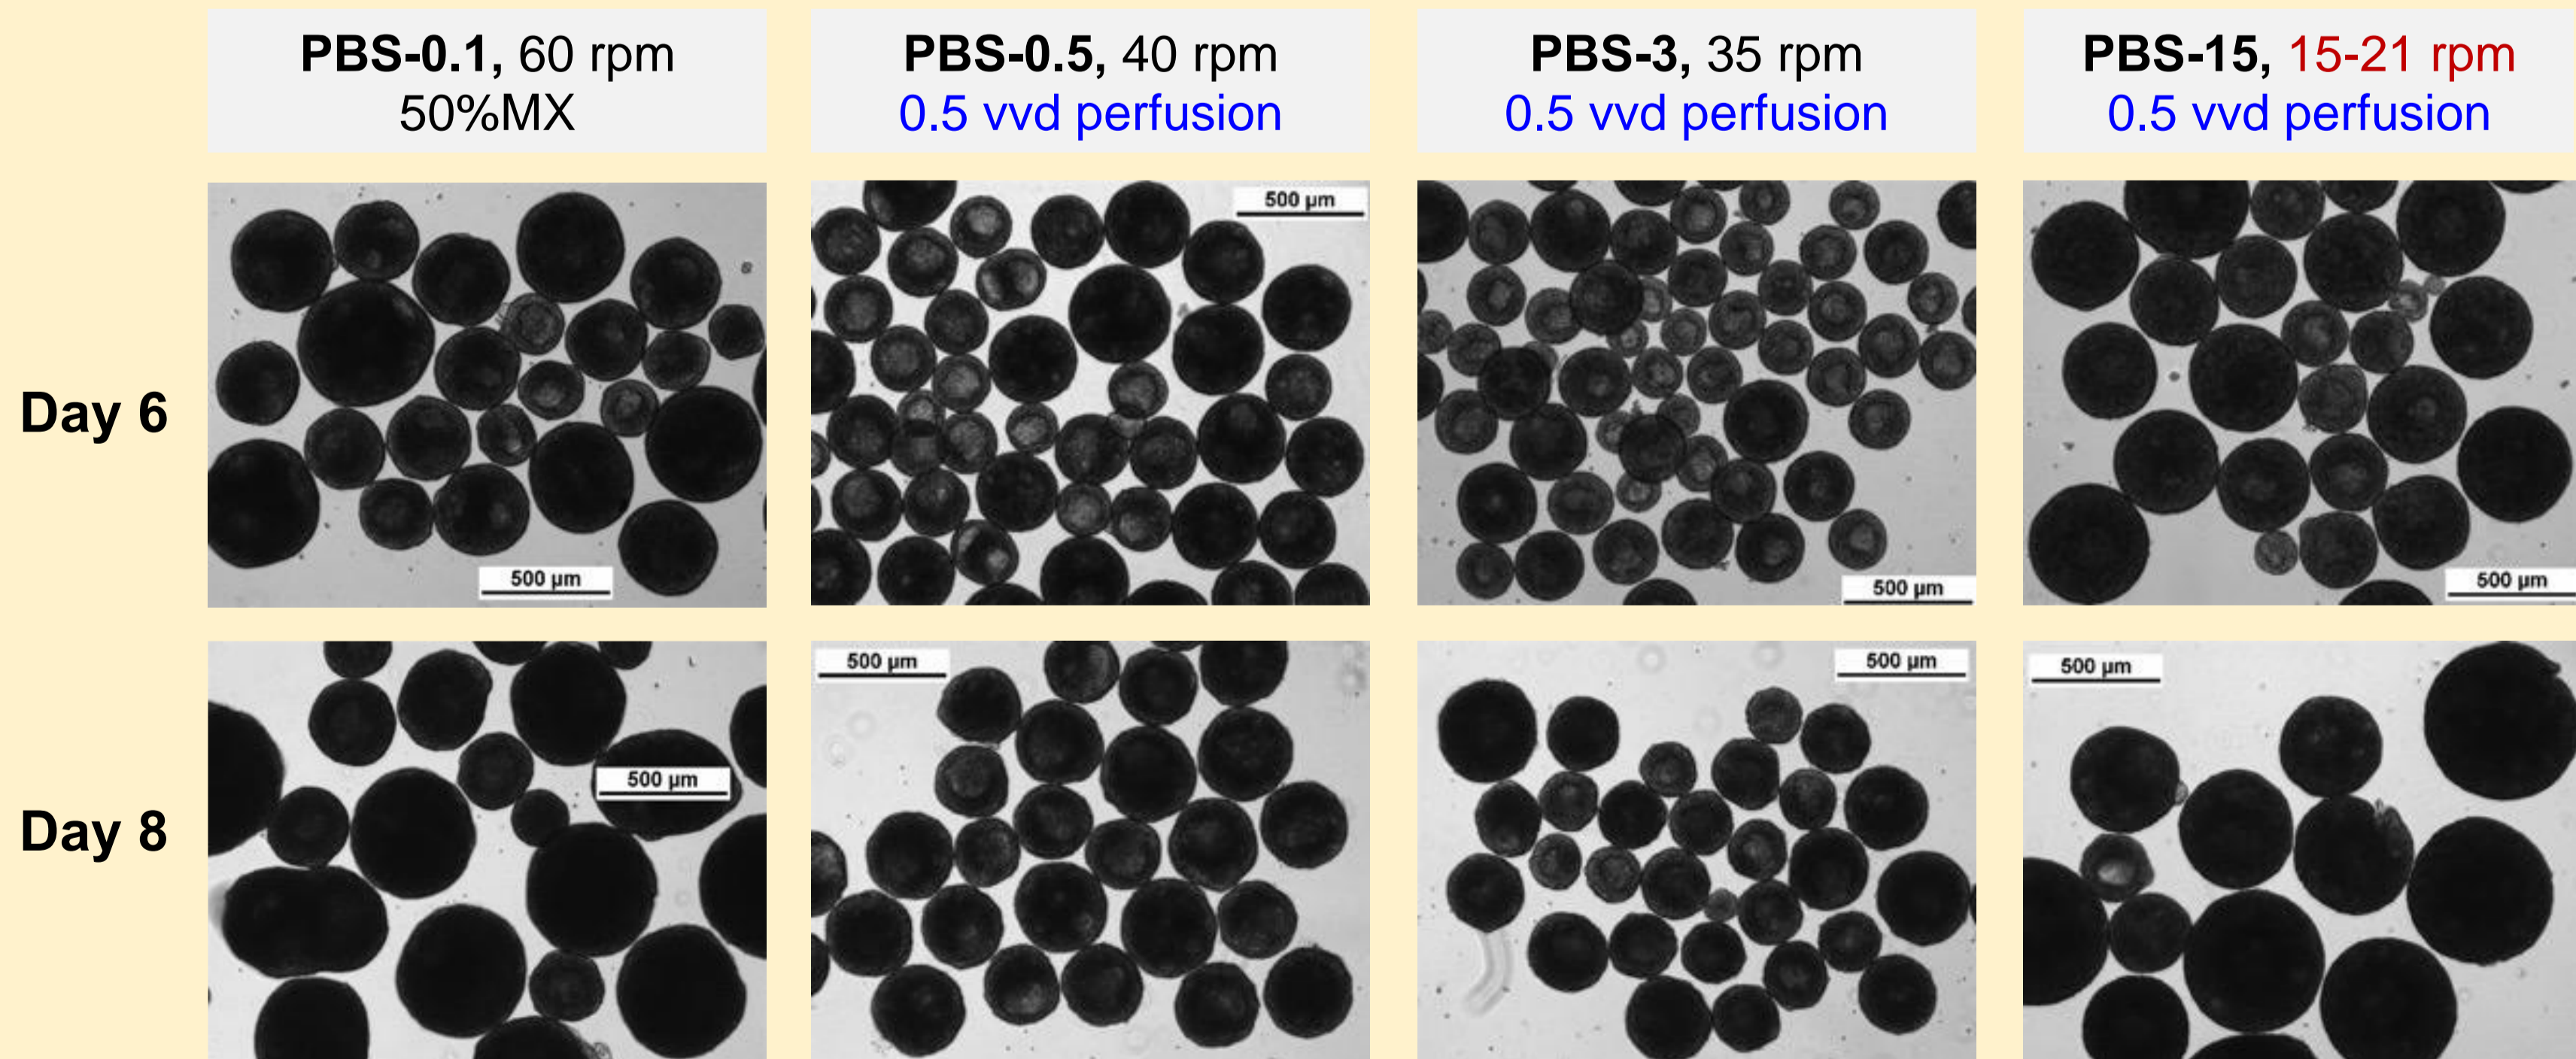 PBS-0.1, 60 rpm
50%MX
PBS-0.5, 40 rpm
0.5 vvd perfusion
PBS-3, 35 rpm
0.5 vvd perfusion
PBS-15, 15-21 rpm
0.5 vvd perfusion
Day 6
500 µm
500 µm
500 µm
500 µm
Day 8
500 µm
500 µm
500 µm
500 µm